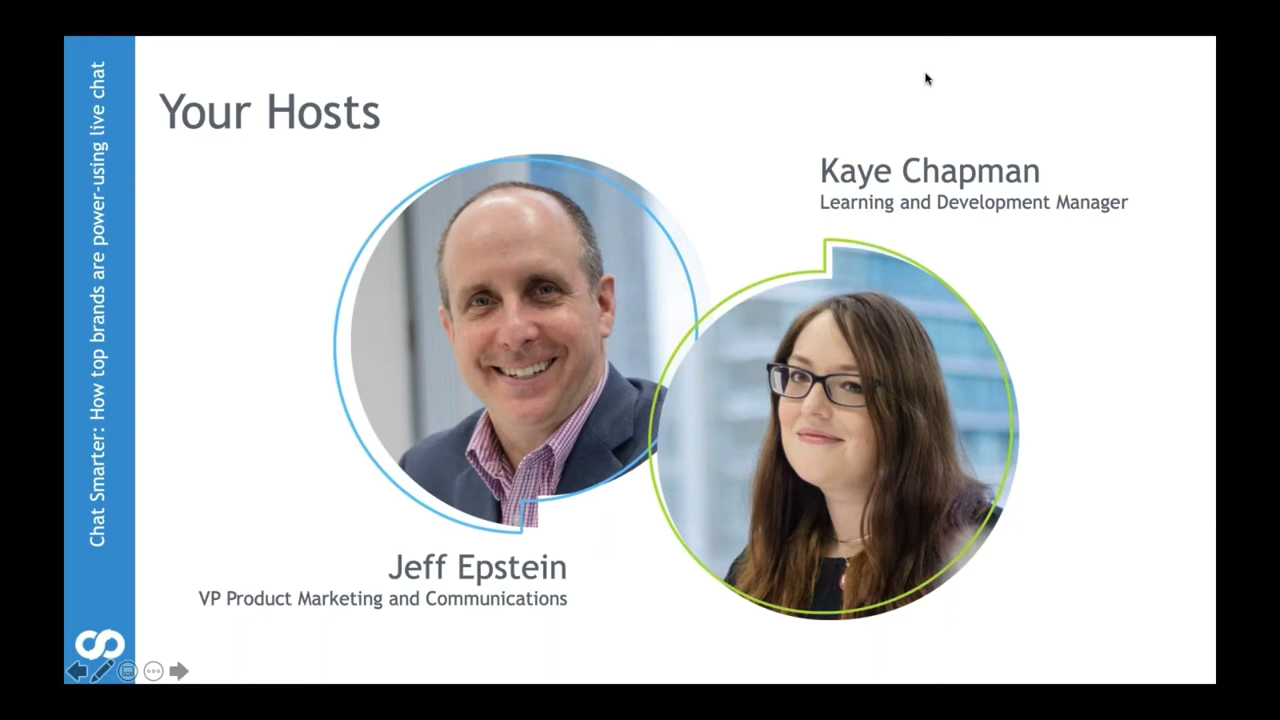 Chat Smarter: How top brands are power-using live chat
Your Hosts
Kaye Chapman
Learning and Development Manager
Jeff Epstein
VP Product Marketing and Communications